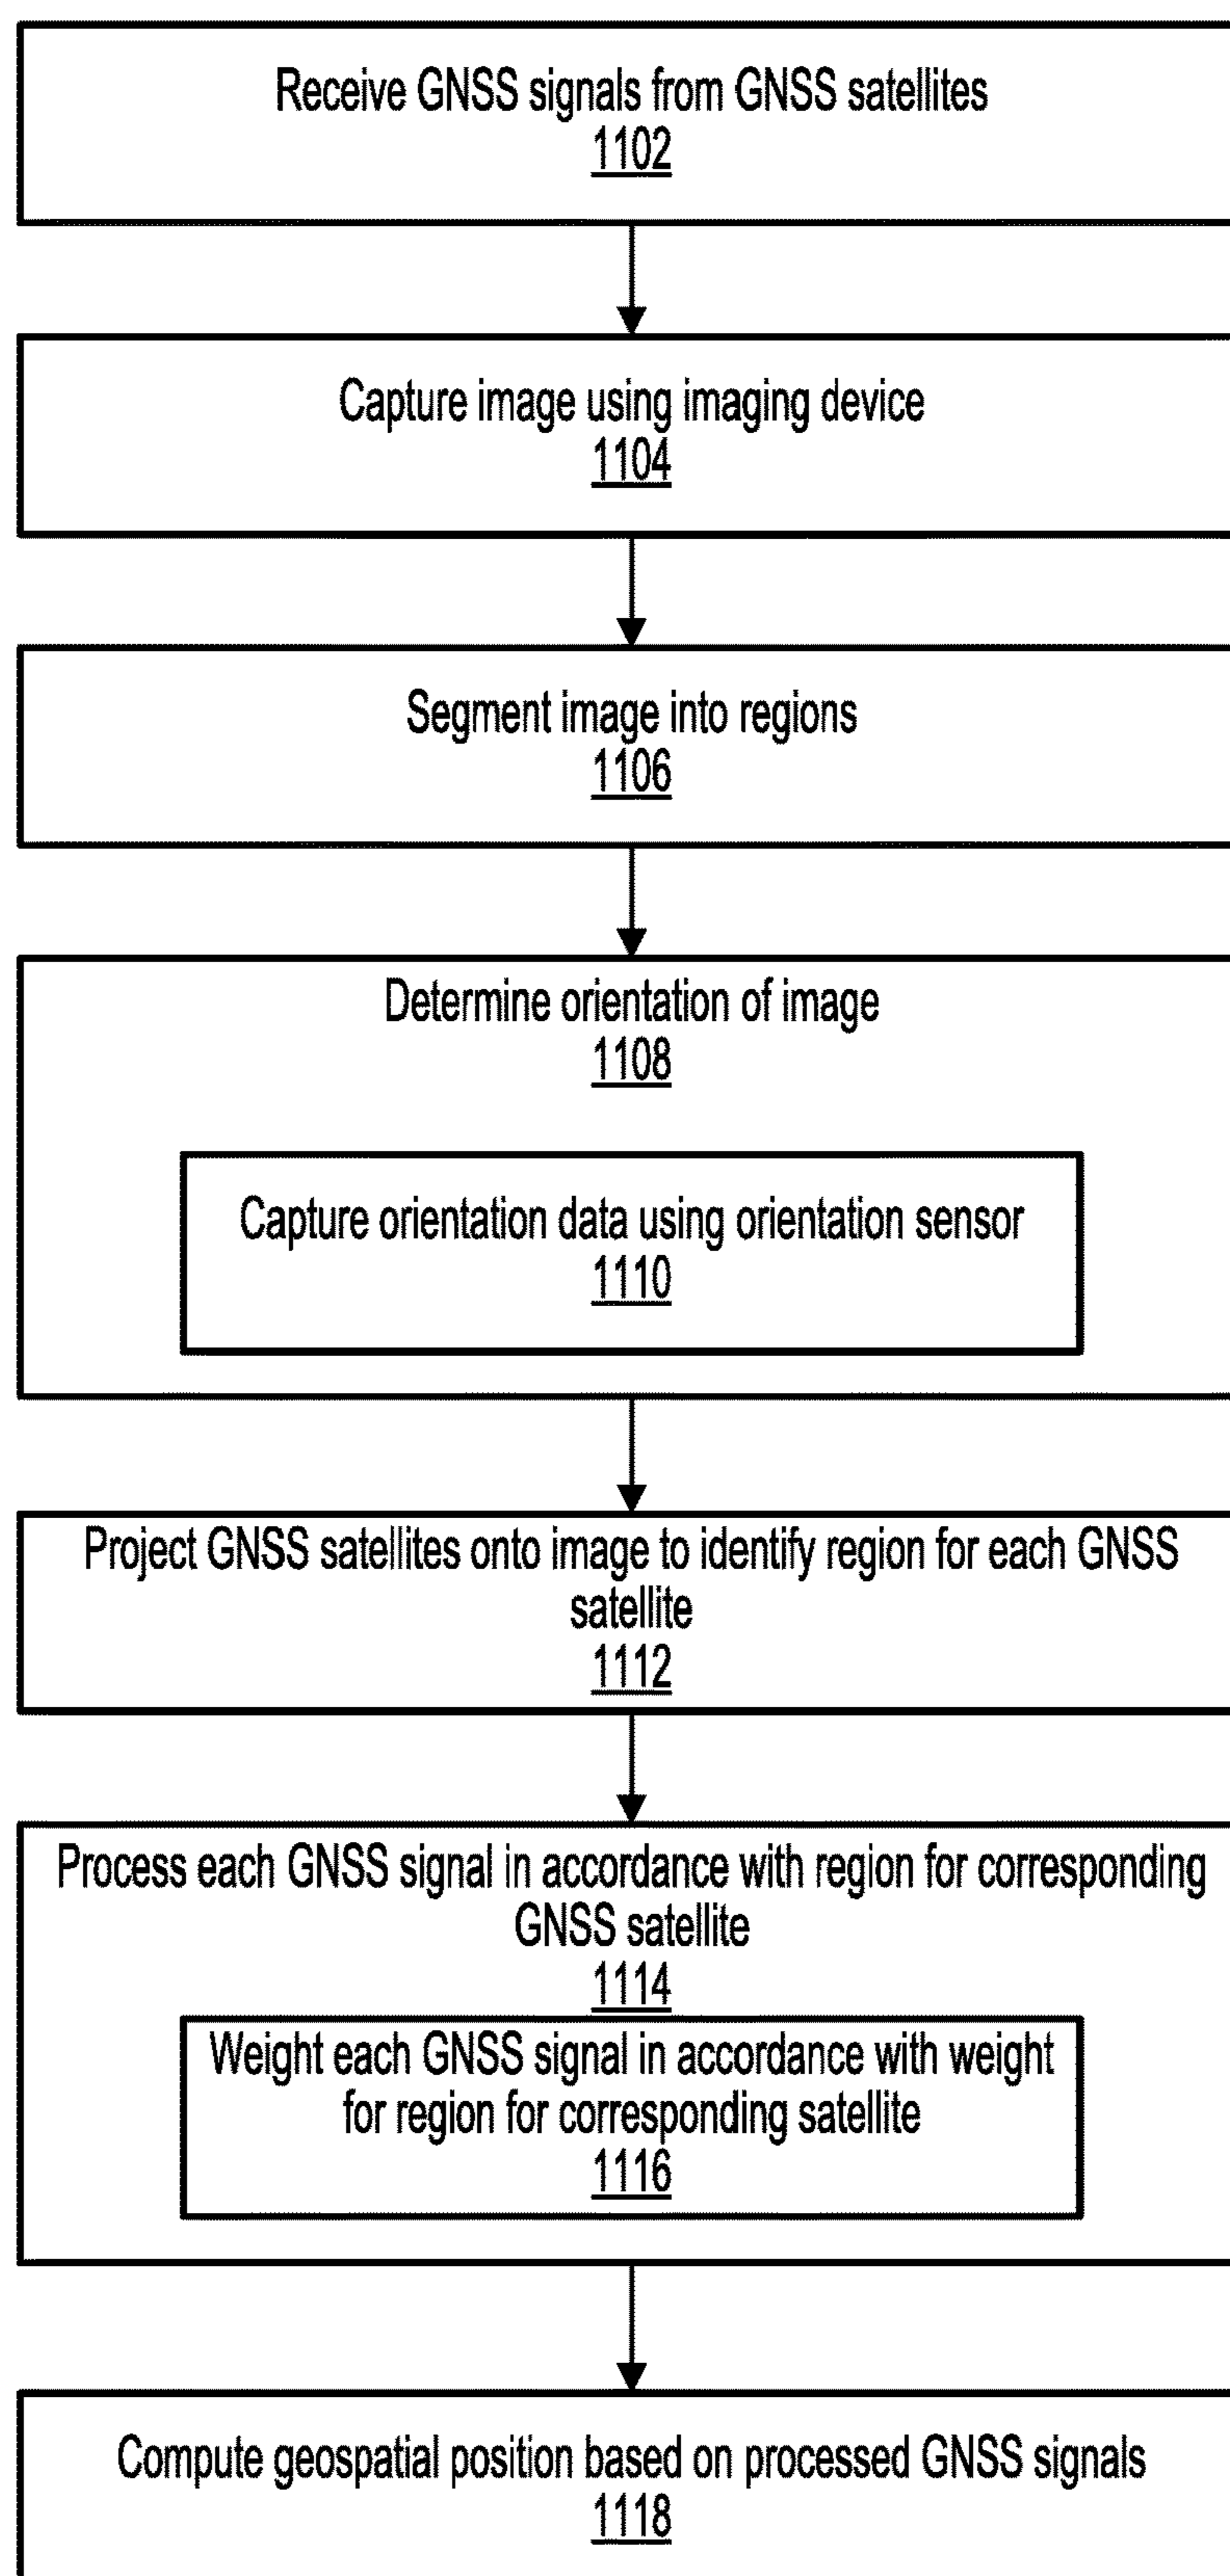 Receive GNSS signals from GNSS satellites
1102
Capture image using imaging device
1104
Segment image into regions
1106
Determine orientation of image
1108
Capture orientation data using orientation sensor
1110
Project GNSS satellites onto image to identify region for each GNSS
satellite
1112
Process each GNSS signal in accordance with region for corresponding
GNSS satellite
1114
Weight each GNSS signal in accordance with weight
for region for corresponding satellite
1116
Compute geospatial position based on processed GNSS signals
1118